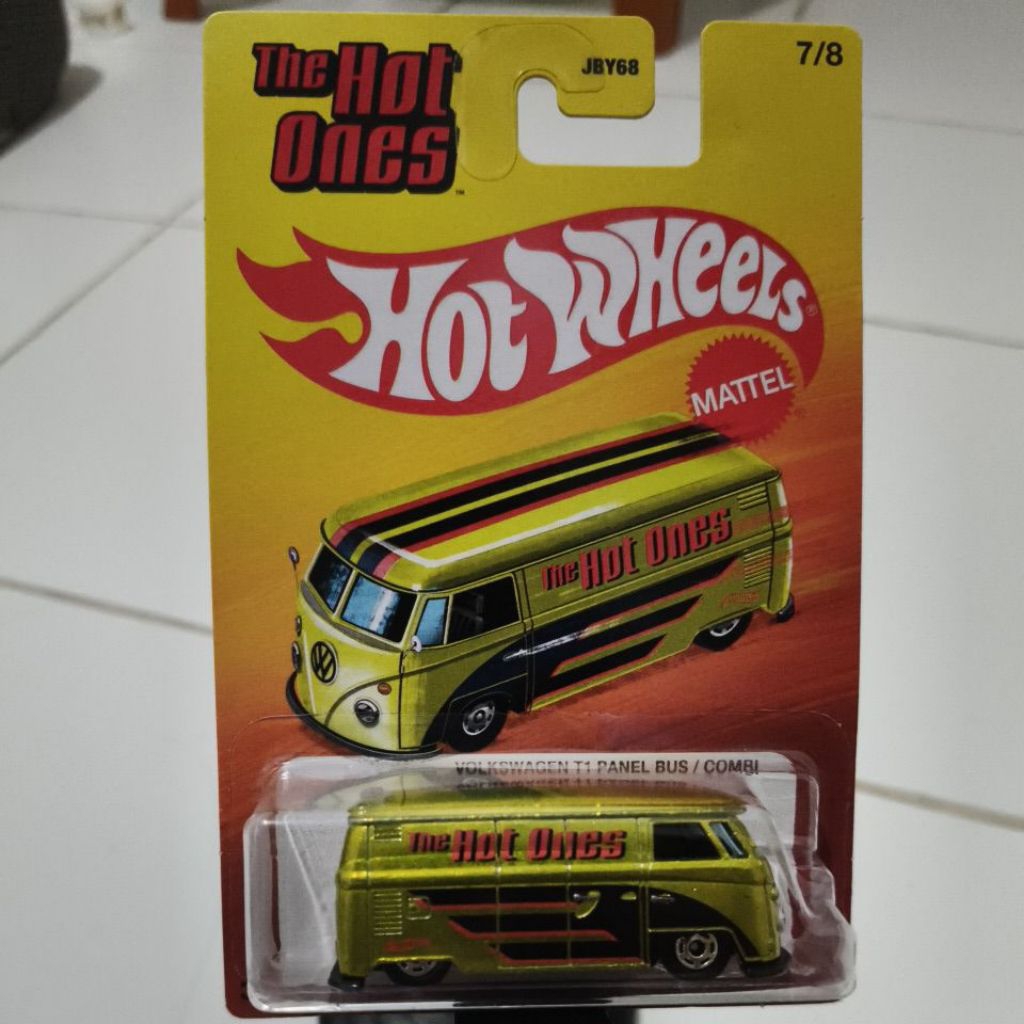 The Hot
Ones™
JBY68
7/8
Hot Wheels®
MATTEL®
The Hot Ones
VOLKSWAGEN T1 PANEL BUS / COMBI
The Hot Ones